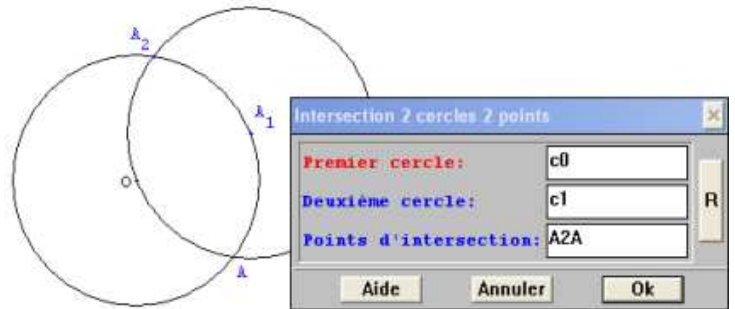 A2
A1
Intersection 2 cercles 2 points
Premier cercle: c0
Deuxième cercle: c1
R
Points d'intersection: A2A
O
A
Aide Annuler Ok